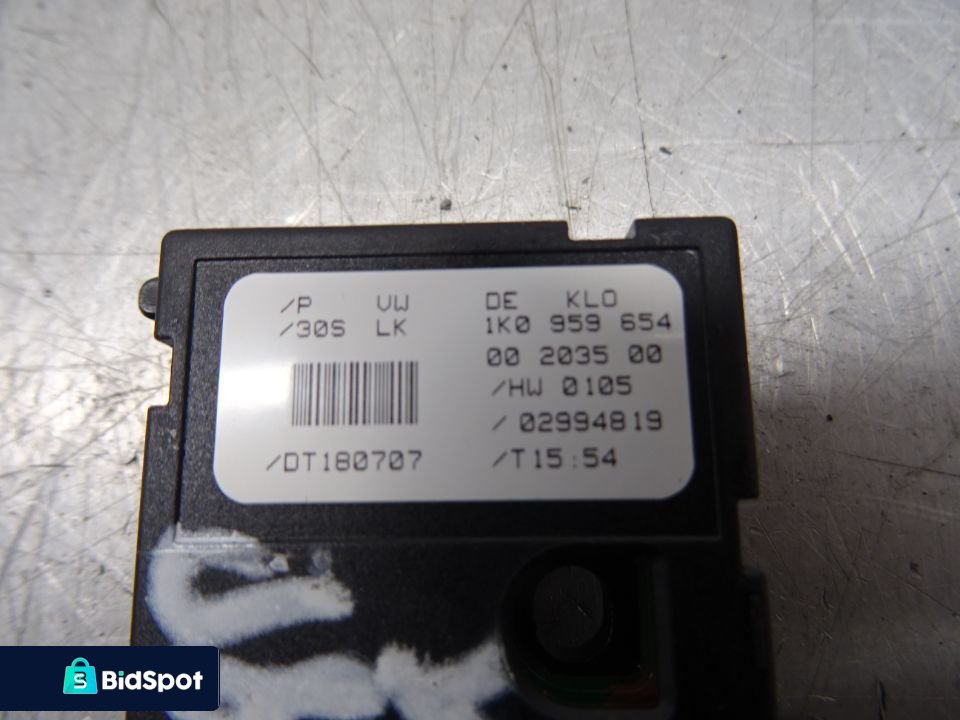 /P VW DE KLO
/30S LK 1K0 959 654
00 2035 00
/HW 0105
/02994819
/DT180707 /T15:54
BidSpot